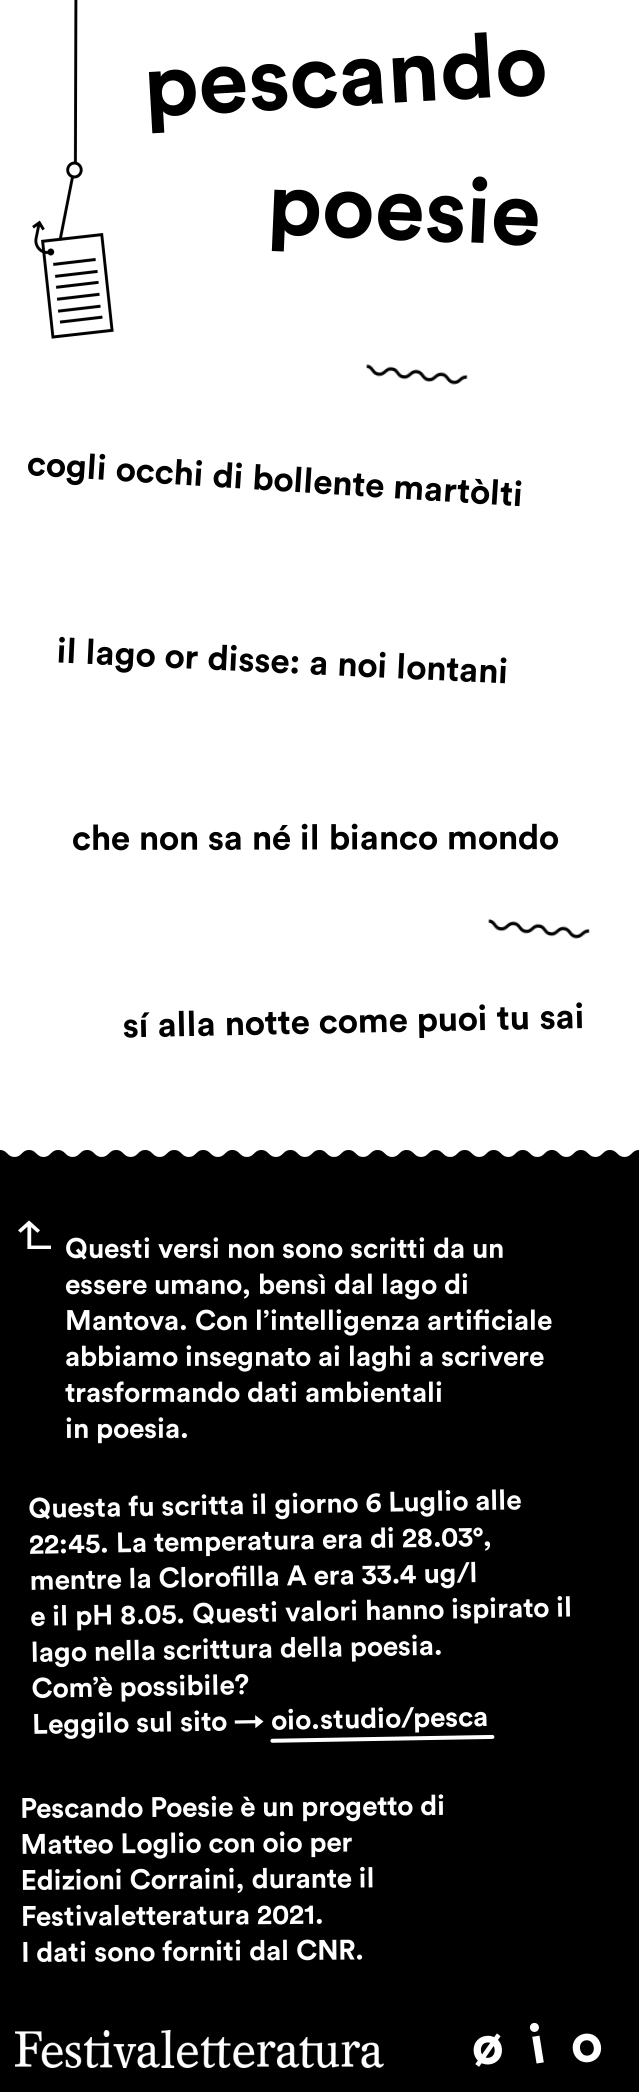 pescando
poesie
cogli occhi di bollente martòlti
il lago or disse: a noi lontani
che non sa né il bianco mondo
sí alla notte come puoi tu sai
Questi versi non sono scritti da un
essere umano, bensì dal lago di
Mantova. Con l’intelligenza artificiale
abbiamo insegnato ai laghi a scrivere
trasformando dati ambientali
in poesia.
Questa fu scritta il giorno 6 Luglio alle
22:45. La temperatura era di 28.03°,
mentre la Clorofilla A era 33.4 ug/l
e il pH 8.05. Questi valori hanno ispirato il
lago nella scrittura della poesia.
Com’è possibile?
Leggilo sul sito → oio.studio/pesca
Pescando Poesie è un progetto di
Matteo Loglio con oio per
Edizioni Corraini, durante il
Festivaletteratura 2021.
I dati sono forniti dal CNR.
Festivaletteratura øio